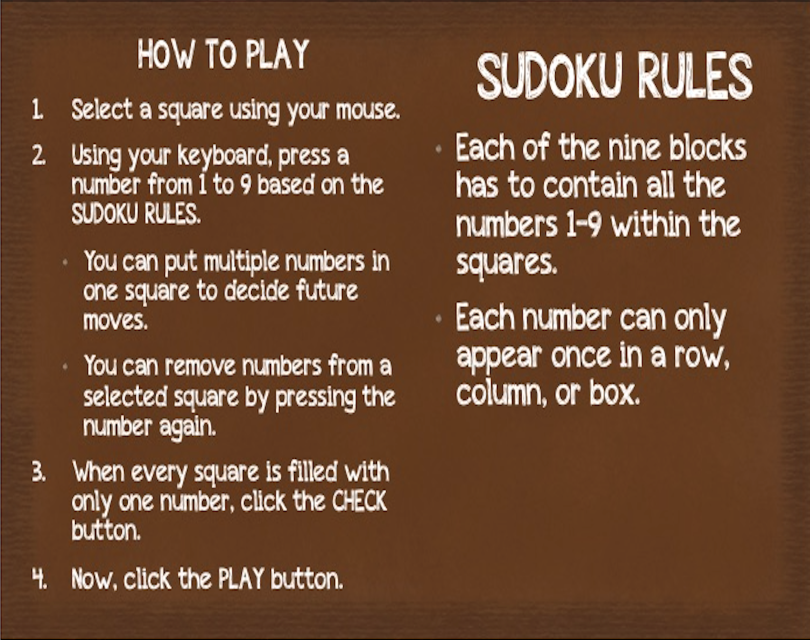 HOW TO PLAY
1. Select a square using your mouse.
2. Using your keyboard, press a
number from 1 to 9 based on the
SUDOKU RULES.
• You can put multiple numbers in
one square to decide future
moves.
• You can remove numbers from a
selected square by pressing the
number again.
3. When every square is filled with
only one number, click the CHECK
button.
4. Now, click the PLAY button.
SUDOKU RULES
• Each of the nine blocks
has to contain all the
numbers 1-9 within the
squares.
• Each number can only
appear once in a row,
column, or box.